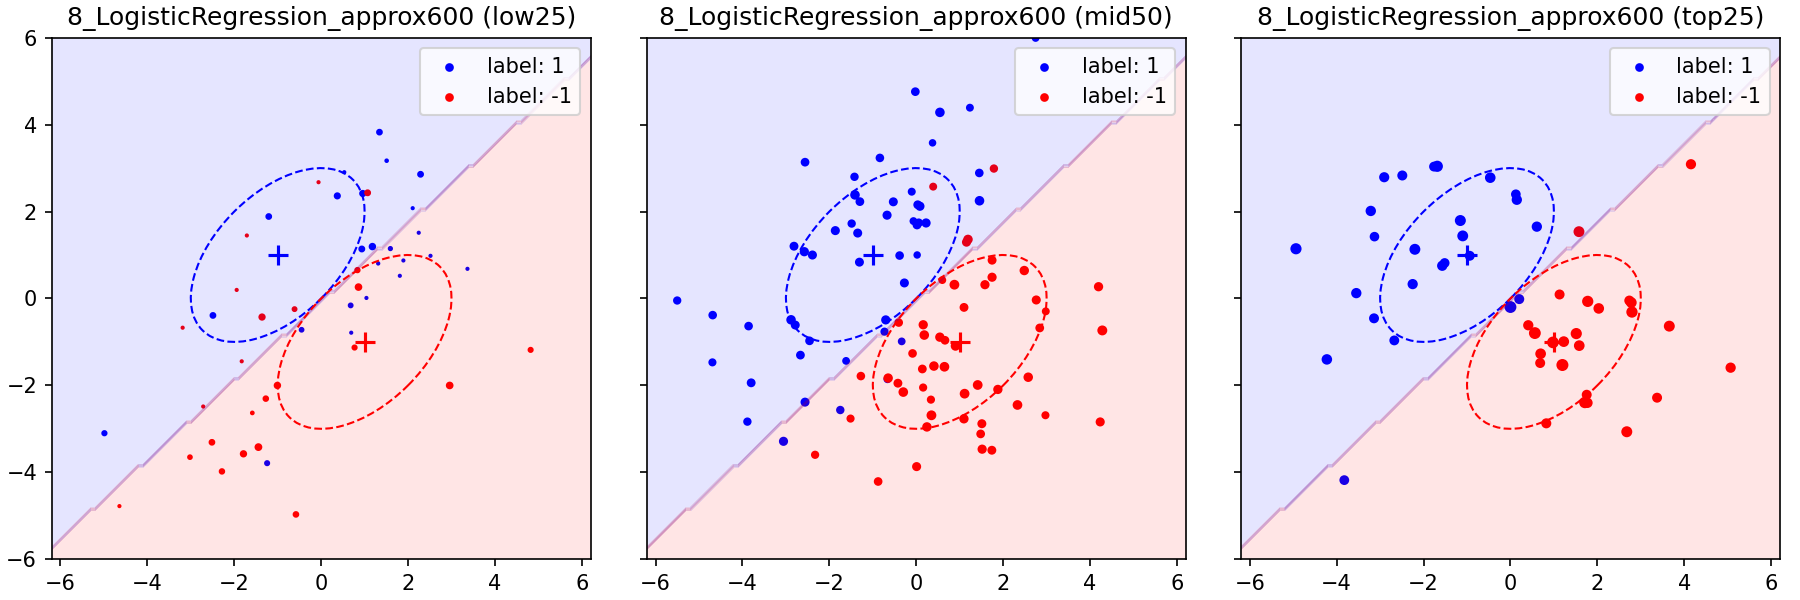 8_LogisticRegression_approx600 (low25)
8_LogisticRegression_approx600 (mid50)
8_LogisticRegression_approx600 (top25)
label: 1
label: -1
label: 1
label: -1
label: 1
label: -1
6
4
2
0
−2
−4
−6
−6 −4 −2 0 2 4 6
−6 −4 −2 0 2 4 6
−6 −4 −2 0 2 4 6